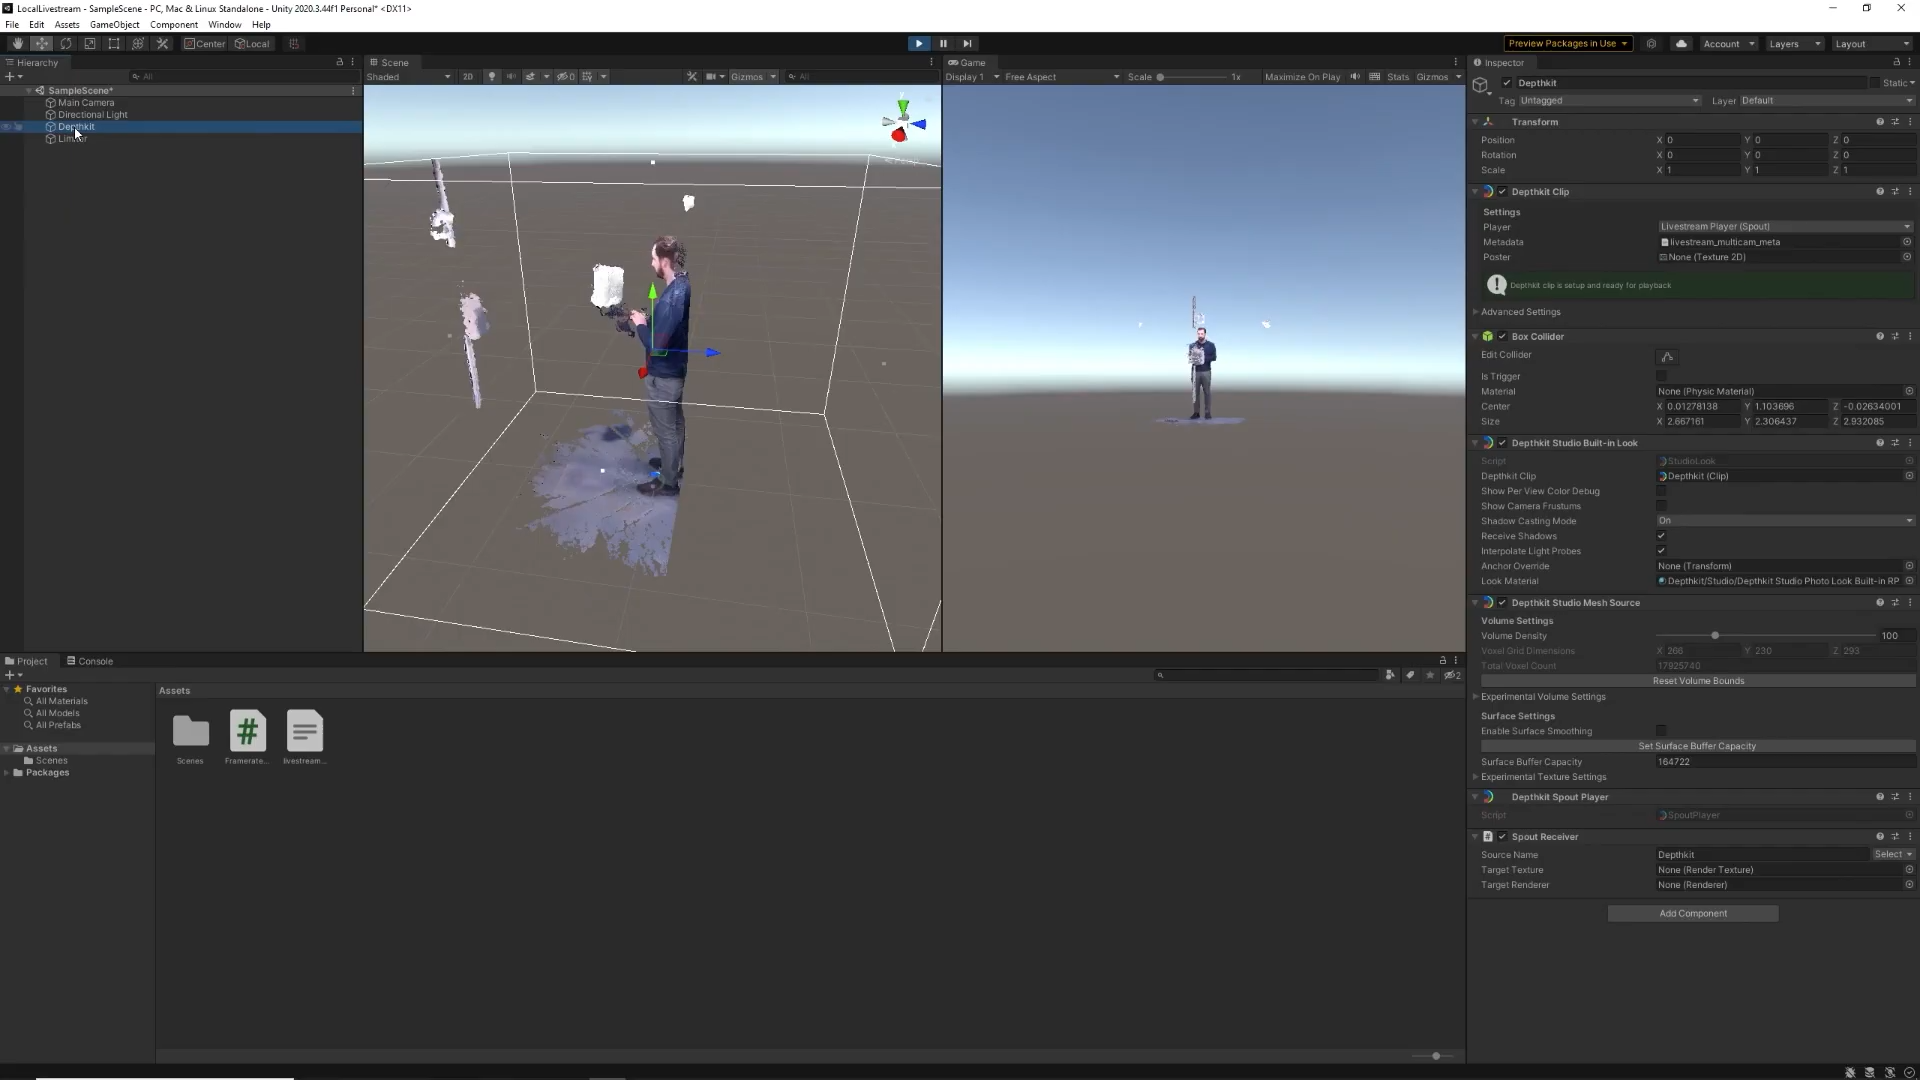 LocalLivestream - SampleScene - PC, Mac & Linux Standalone - Unity 2020.3.44f1 Personal* <DX11>
File Edit Assets GameObject Component Window Help
Center Local
Preview Packages in Use Account Layers Layout
Hierarchy
All
SampleScene*
Main Camera
Directional Light
Depthkit
Scene
Shaded 2D 0 Gizmos All
Game
Display 1 Free Aspect Scale 1x Maximize On Play Stats Gizmos
Inspector
Depthkit Static
Tag Untagged Layer Default
Transform
Position X 0 Y 0 Z 0
Rotation X 0 Y 0 Z 0
Scale X 1 Y 1 Z 1
Depthkit Clip
Settings
Player Livestream Player (Spout)
Metadata livestream_multicam_meta
Poster None (Texture 2D)
Depthkit clip is setup and ready for playback
Advanced Settings
Box Collider
Edit Collider
Is Trigger
Material None (Physic Material)
Center X 0.01278138 Y 1.103696 Z -0.02634001
Size X 2.667161 Y 2.306437 Z 2.932085
Depthkit Studio Built-in Look
Script StudioLook
Depthkit Clip Depthkit (Clip)
Show Per View Color Debug
Show Camera Frustums
Shadow Casting Mode On
Receive Shadows
Interpolate Light Probes
Anchor Override None (Transform)
Look Material Depthkit/Studio/Depthkit Studio Photo Look Built-in RP
Depthkit Studio Mesh Source
Volume Settings
Volume Density 100
Voxel Grid Dimensions X 266 Y 230 Z 293
Total Voxel Count 17925740
Reset Volume Bounds
Experimental Volume Settings
Surface Settings
Enable Surface Smoothing
Set Surface Buffer Capacity
Surface Buffer Capacity 164722
Experimental Texture Settings
Depthkit Spout Player
Script SpoutPlayer
Spout Receiver
Source Name Depthkit Select
Target Texture None (Render Texture)
Target Renderer None (Renderer)
Add Component
Project Console
2
Favorites
All Materials
All Models
All Prefabs
Assets
Scenes
Packages
Assets
Scenes Framerate... livestream...